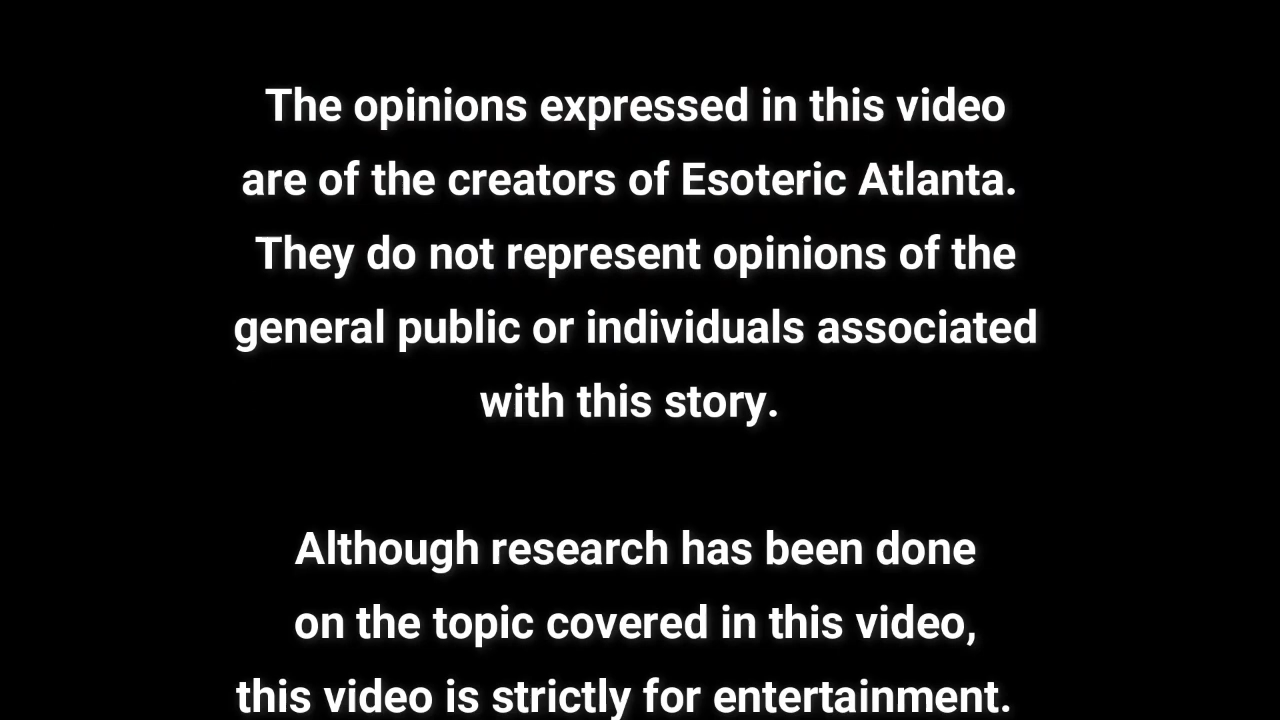 The opinions expressed in this video
are of the creators of Esoteric Atlanta.
They do not represent opinions of the
general public or individuals associated
with this story.
Although research has been done
on the topic covered in this video,
this video is strictly for entertainment.